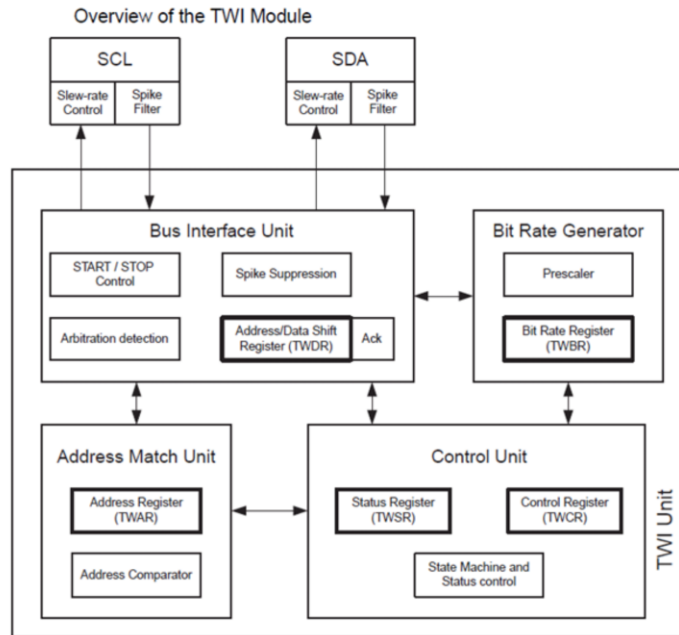 Overview of the TWI Module
SCL
Slew-rate
Control
Spike
Filter
SDA
Slew-rate
Control
Spike
Filter
Bus Interface Unit
START / STOP
Control
Spike Suppression
Arbitration detection
Address/Data Shift
Register (TWDR)
Ack
Bit Rate Generator
Prescaler
Bit Rate Register
(TWBR)
Address Match Unit
Address Register
(TWAR)
Address Comparator
Control Unit
Status Register
(TWSR)
Control Register
(TWCR)
State Machine and
Status control
TWI Unit